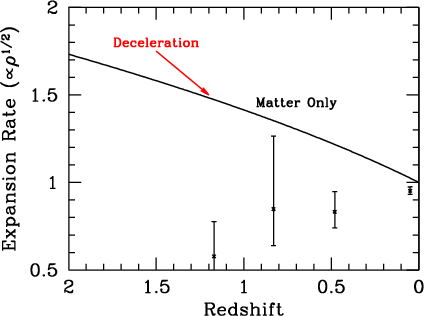 2
Deceleration
1.5
Matter Only
1
0.5
Expansion Rate (∝ρ^1/2)
2
1.5
1
0.5
0
Redshift